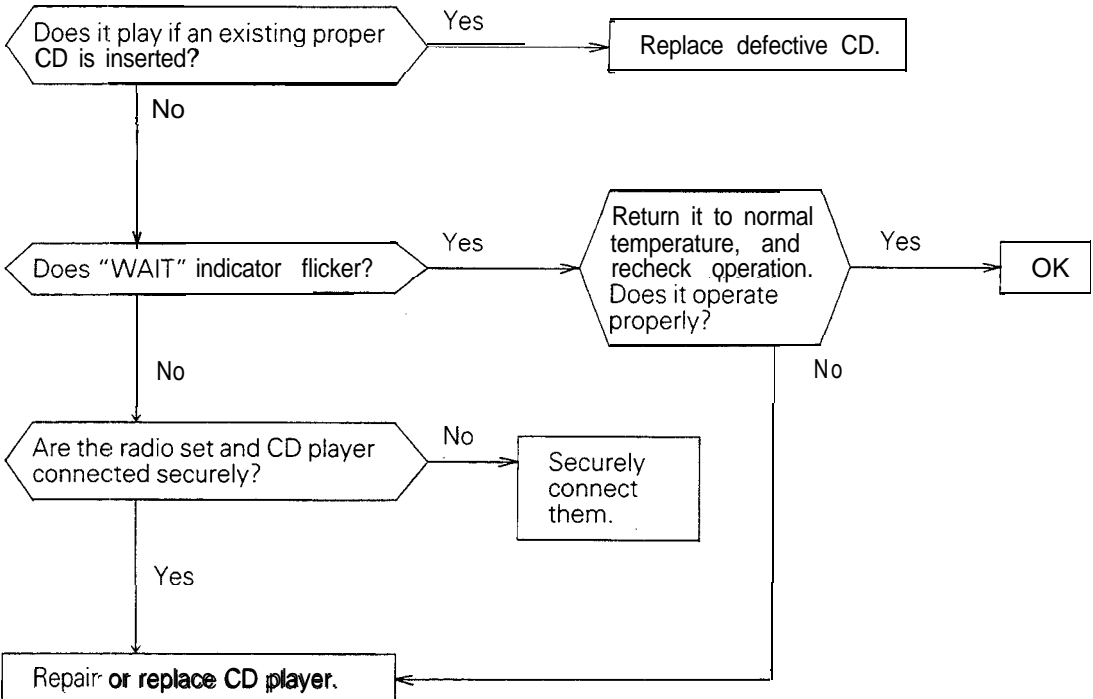 Does it play if an existing proper
CD is inserted?
Yes
Replace defective CD.
No
Does "WAIT" indicator flicker?
Yes
Return it to normal
temperature, and
recheck operation.
Does it operate
properly?
Yes
OK
No
No
Are the radio set and CD player
connected securely?
No
Securely
connect
them.
Yes
Repair or replace CD player.